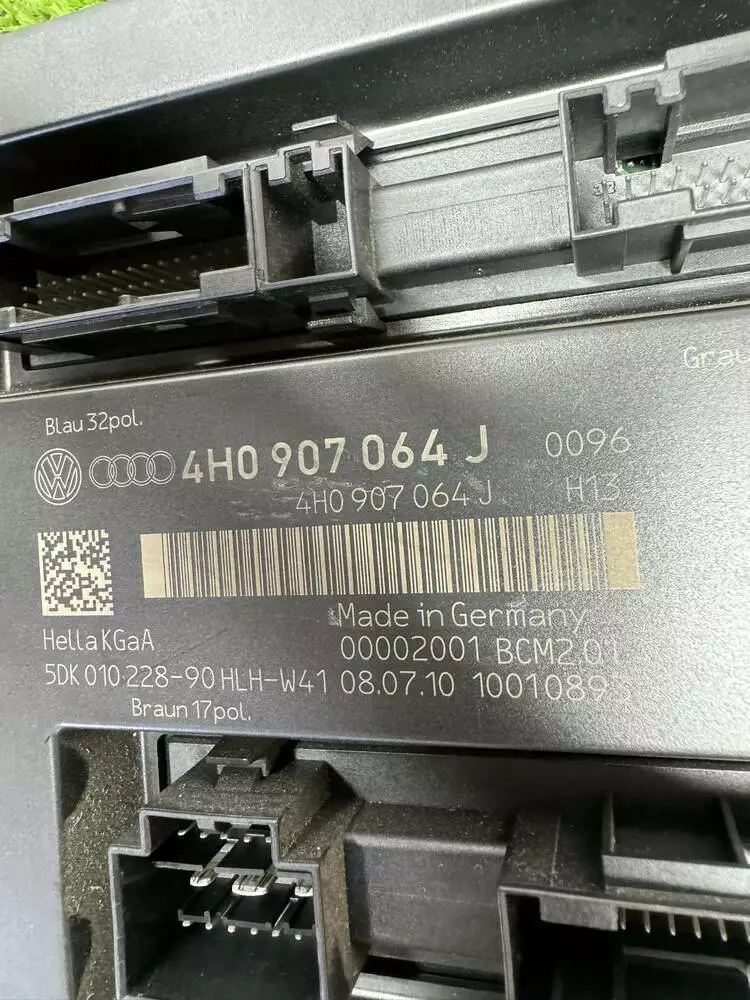 Grau
Blau 32pol.
4H0 907 064 J 0096
4H0 907 064 J H13
Made in Germany
Hella KGaA 00002001 BCM2.01
5DK 010 228-90 HLH-W41 08.07.10 1001089
Braun 17pol.
32